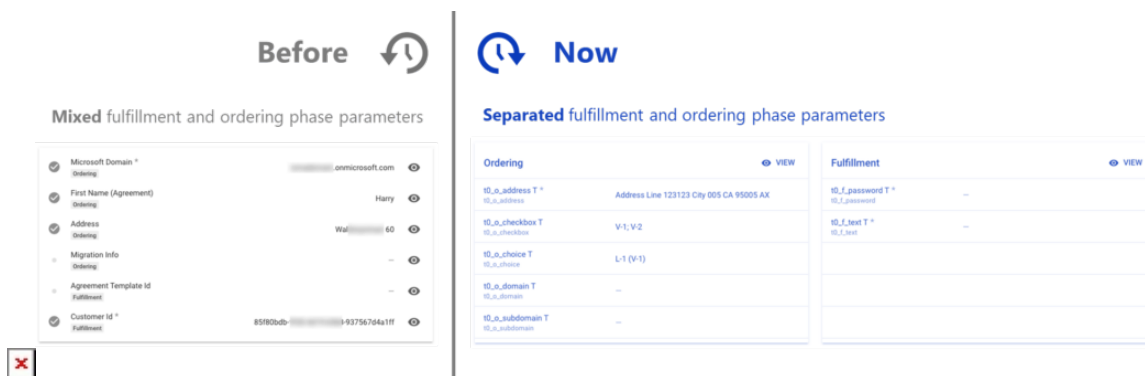 Before
Mixed fulfillment and ordering phase parameters
Microsoft Domain *
Ordering
.onmicrosoft.com
First Name (Agreement)
Ordering
Harry
Address
Ordering
Wal 60
Migration Info
Ordering
–
Agreement Template Id
Fulfillment
–
Customer Id *
Fulfillment
85f80bdb- -937567d4a1ff
Now
Separated fulfillment and ordering phase parameters
Ordering
VIEW
t0_o_address T *
t0_o_address
Address Line 123123 City 005 CA 95005 AX
t0_o_checkbox T
t0_o_checkbox
V-1; V-2
t0_o_choice T
t0_o_choice
L-1 (V-1)
t0_o_domain T
t0_o_domain
–
t0_o_subdomain T
t0_o_subdomain
–
Fulfillment
VIEW
t0_f_password T *
t0_f_password
–
t0_f_text T *
t0_f_text
–